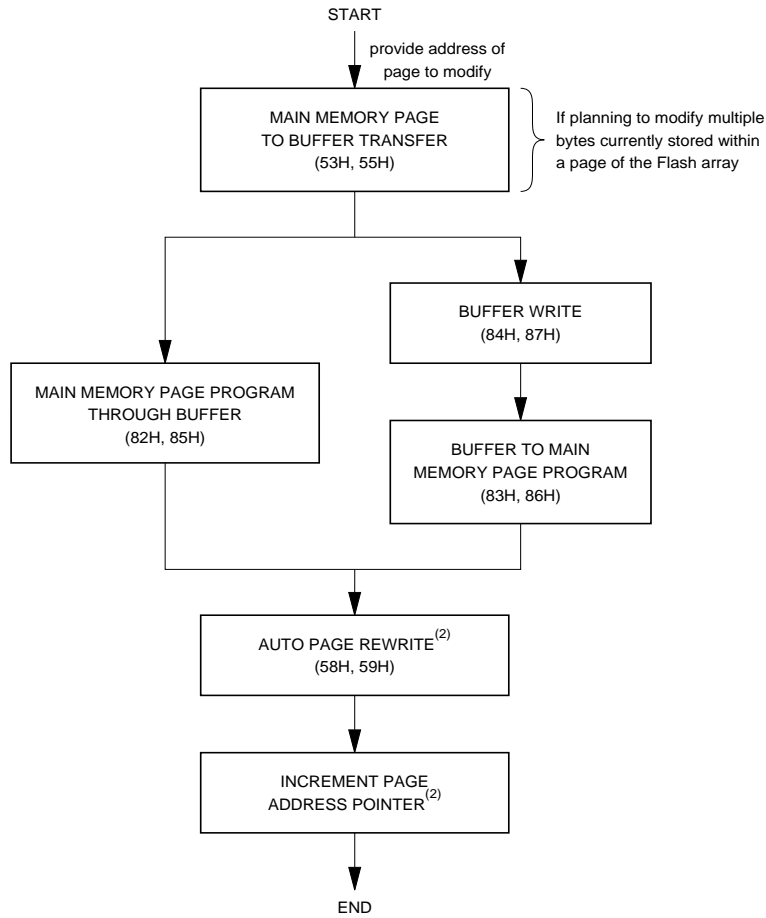 START
provide address of
page to modify
MAIN MEMORY PAGE
TO BUFFER TRANSFER
(53H, 55H)
If planning to modify multiple
bytes currently stored within
a page of the Flash array
BUFFER WRITE
(84H, 87H)
MAIN MEMORY PAGE PROGRAM
THROUGH BUFFER
(82H, 85H)
BUFFER TO MAIN
MEMORY PAGE PROGRAM
(83H, 86H)
AUTO PAGE REWRITE(2)
(58H, 59H)
INCREMENT PAGE
ADDRESS POINTER(2)
END